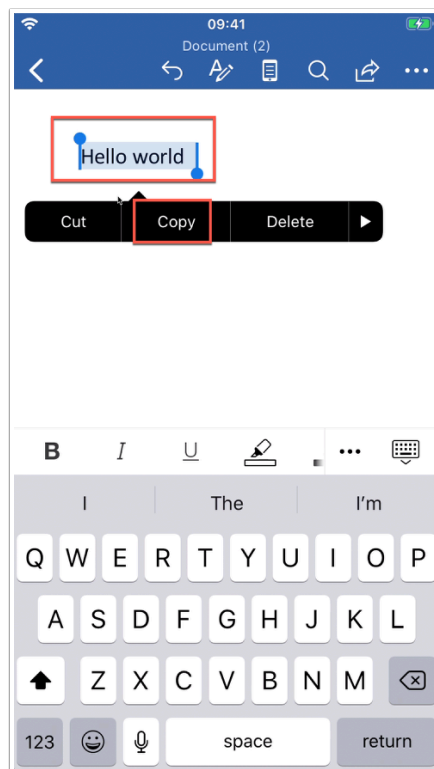 09:41
Document (2)
Hello world
Cut Copy Delete
B I U
I The I'm
Q W E R T Y U I O P
A S D F G H J K L
Z X C V B N M
123 space return